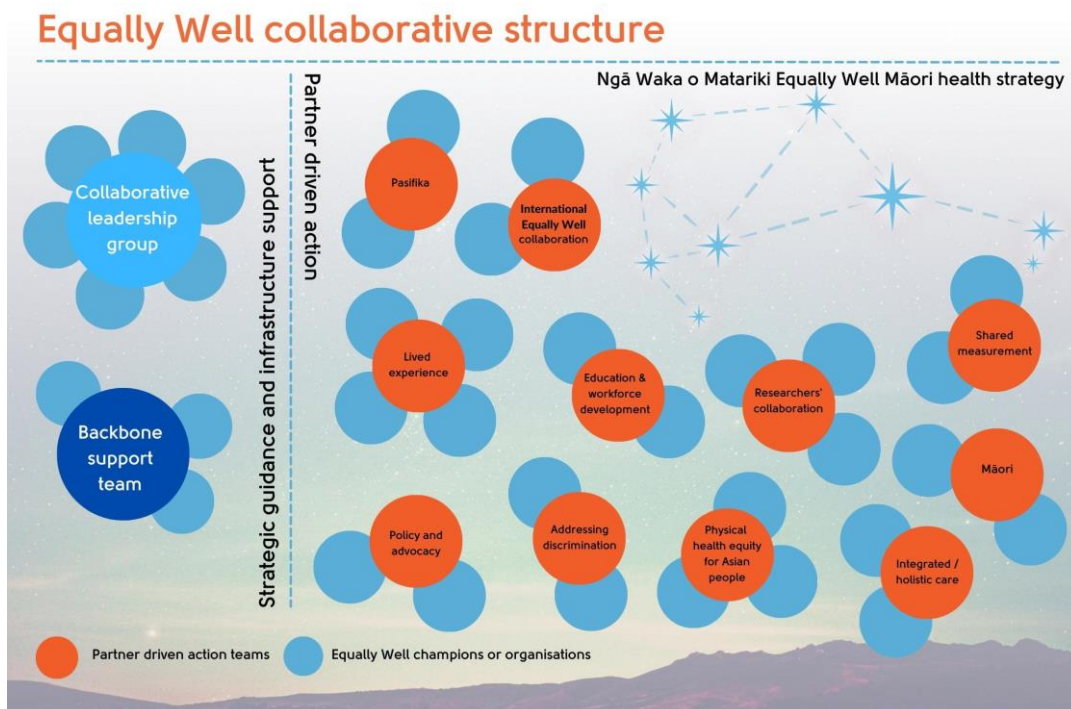 Equally Well collaborative structure
Ngā Waka o Matariki Equally Well Māori health strategy
Collaborative
leadership
group
Backbone
support
team
Strategic guidance and infrastructure support
Partner driven action
Pasifika
International
Equally Well
collaboration
Lived
experience
Education &
workforce
development
Researchers'
collaboration
Shared
measurement
Māori
Policy and
advocacy
Addressing
discrimination
Physical
health equity
for Asian
people
Integrated /
holistic care
Partner driven action teams
Equally Well champions or organisations